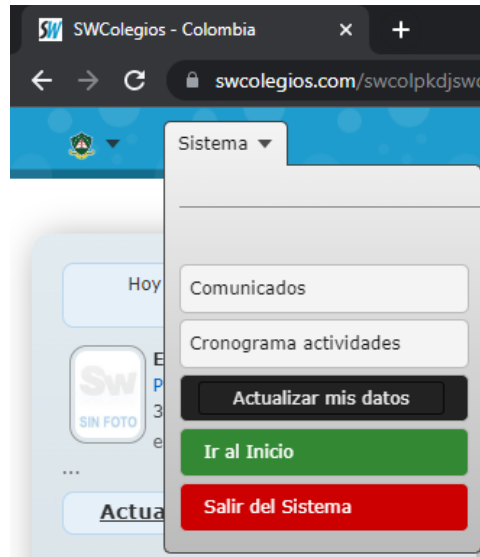 SW SWColegios - Colombia × +
swcolegios.com/swcolpkdjswc
Sistema
Comunicados
Hoy
Cronograma actividades
E
SW
P
Actualizar mis datos
3
SIN FOTO
e
Ir al Inicio
...
Salir del Sistema
Actua